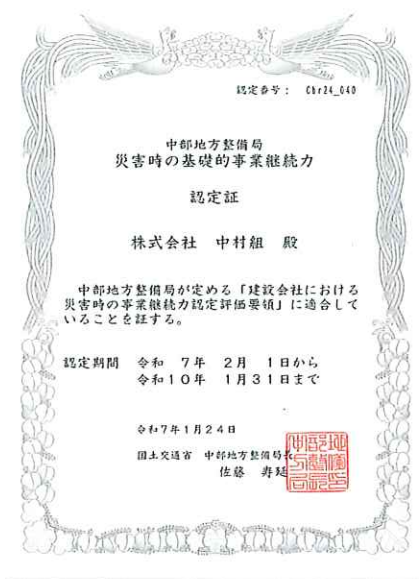 認定番号： Cbr24_040
中部地方整備局
災害時の基礎的事業継続力
認定証
株式会社 中村組 殿
中部地方整備局が定める「建設会社における
災害時の事業継続力認定評価要領」に適合して
いることを証する。
認定期間 令和 7年 2月 1日から
令和10年 1月31日まで
令和7年1月24日
国土交通省 中部地方整備局長
佐藤 寿延